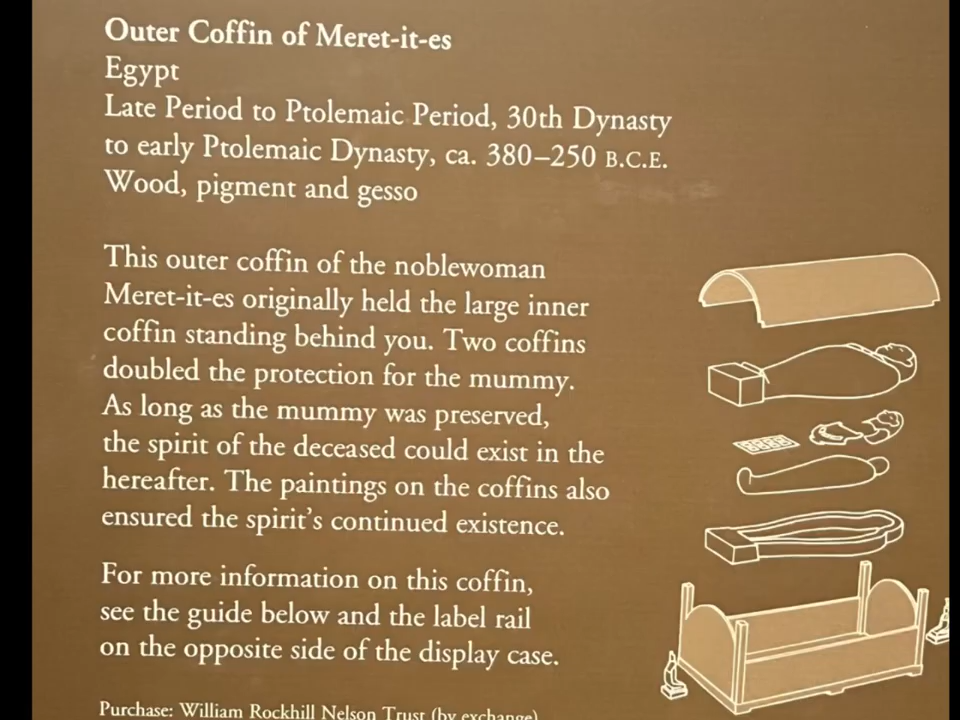 Outer Coffin of Meret-it-es
Egypt
Late Period to Ptolemaic Period, 30th Dynasty
to early Ptolemaic Dynasty, ca. 380–250 B.C.E.
Wood, pigment and gesso
This outer coffin of the noblewoman
Meret-it-es originally held the large inner
coffin standing behind you. Two coffins
doubled the protection for the mummy.
As long as the mummy was preserved,
the spirit of the deceased could exist in the
hereafter. The paintings on the coffins also
ensured the spirit's continued existence.
For more information on this coffin,
see the guide below and the label rail
on the opposite side of the display case.
Purchase: William Rockhill Nelson Trust (by exchange)